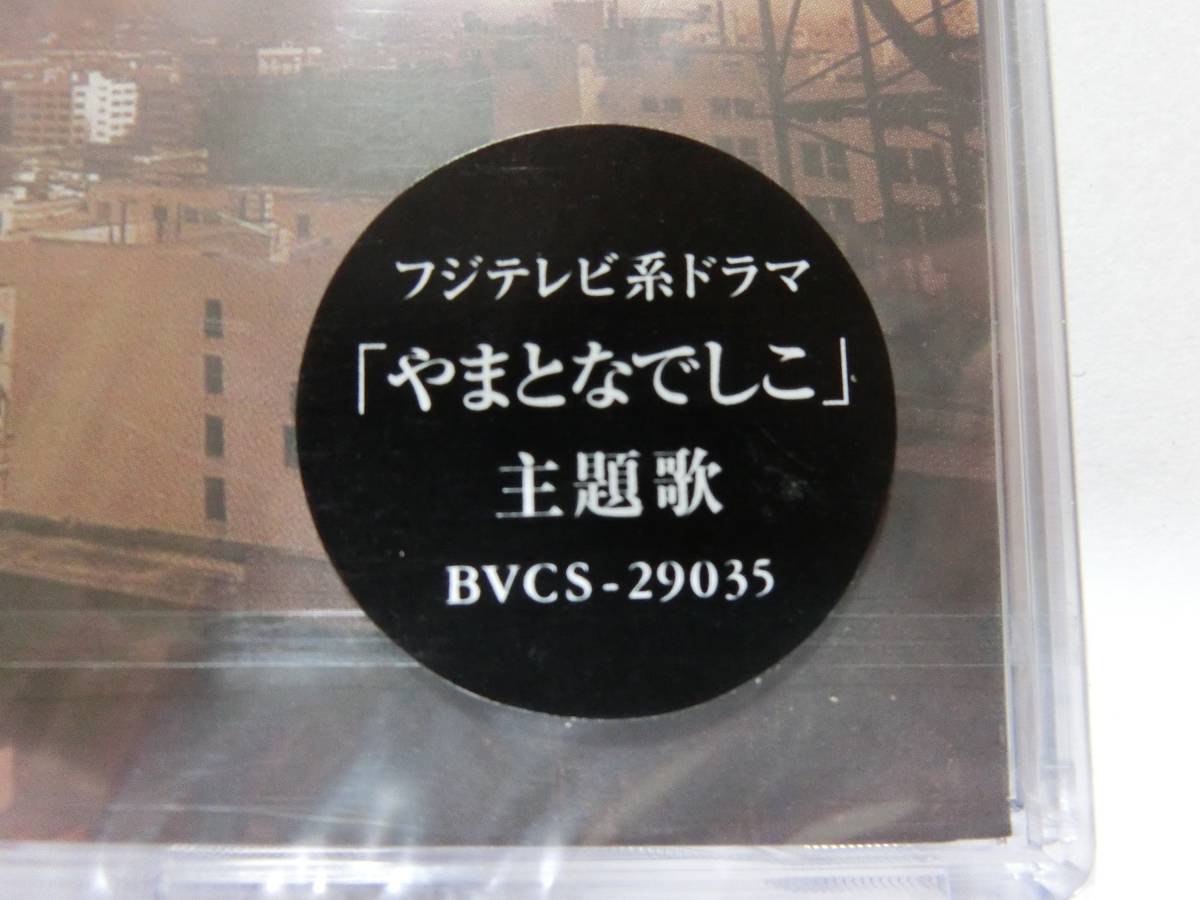 フジテレビ系ドラマ
「やまとなでしこ」
主題歌
BVCS-29035